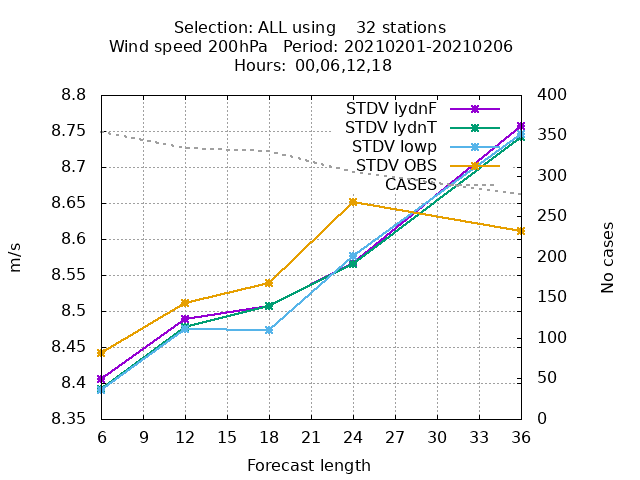 Selection: ALL using    32 stations
Wind speed 200hPa   Period: 20210201-20210206
Hours:  00,06,12,18
STDV lydnF
STDV lydnT
STDV lowp
STDV OBS
CASES
8.8
8.75
8.7
8.65
8.6
8.55
8.5
8.45
8.4
8.35
m/s
400
350
300
250
200
150
100
50
0
No cases
6 9 12 15 18 21 24 27 30 33 36
Forecast length